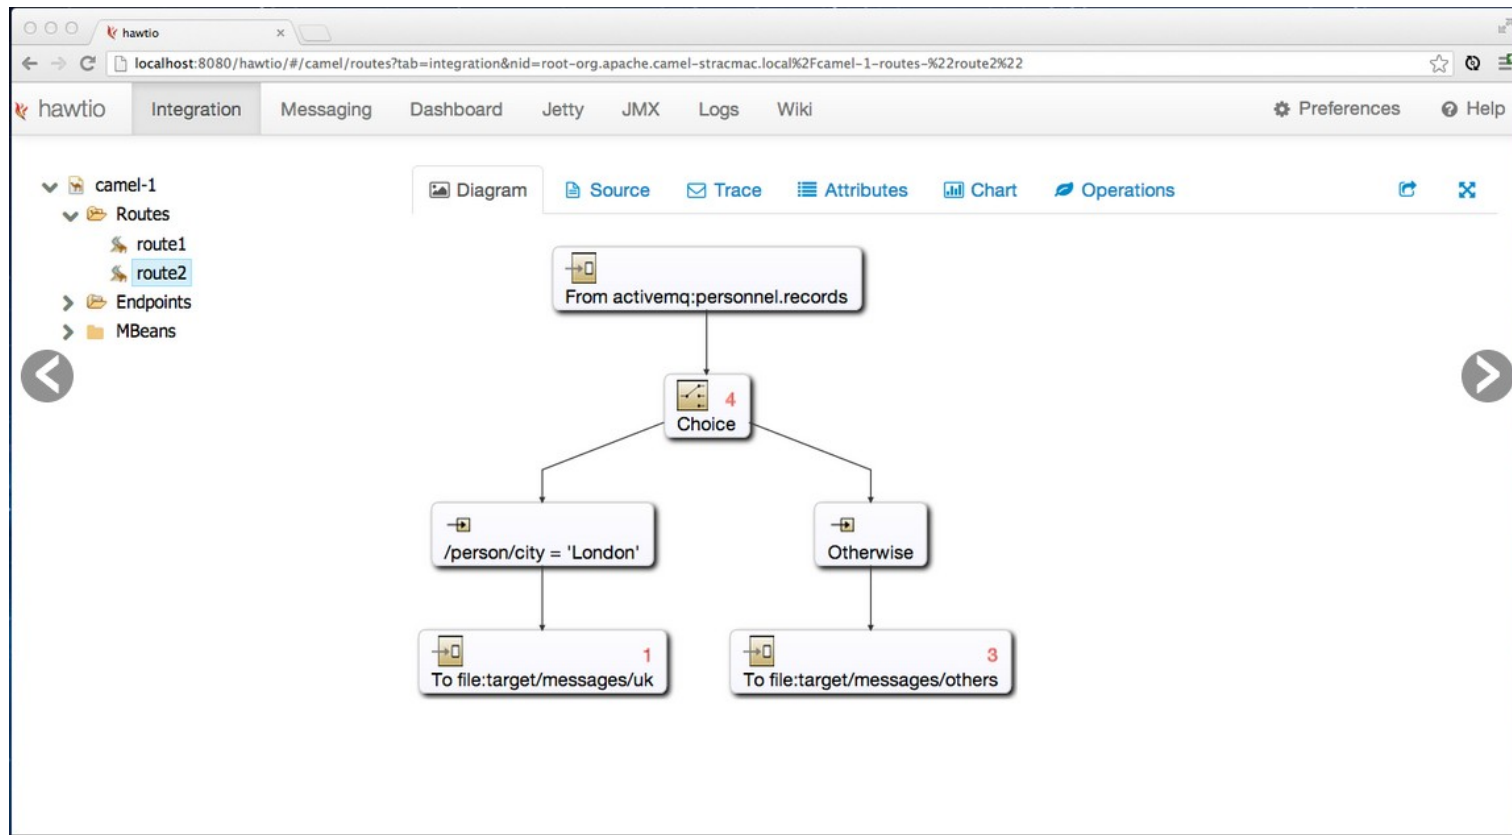 hawtio
localhost:8080/hawtio/#/camel/routes?tab=integration&nid=root-org.apache.camel-stracmac.local%2Fcamel-1-routes-%22route2%22
hawtio Integration Messaging Dashboard Jetty JMX Logs Wiki Preferences Help
camel-1
Routes
route1
route2
Endpoints
MBeans
Diagram Source Trace Attributes Chart Operations
From activemq:personnel.records
4
Choice
/person/city = 'London'
Otherwise
1
To file:target/messages/uk
3
To file:target/messages/others